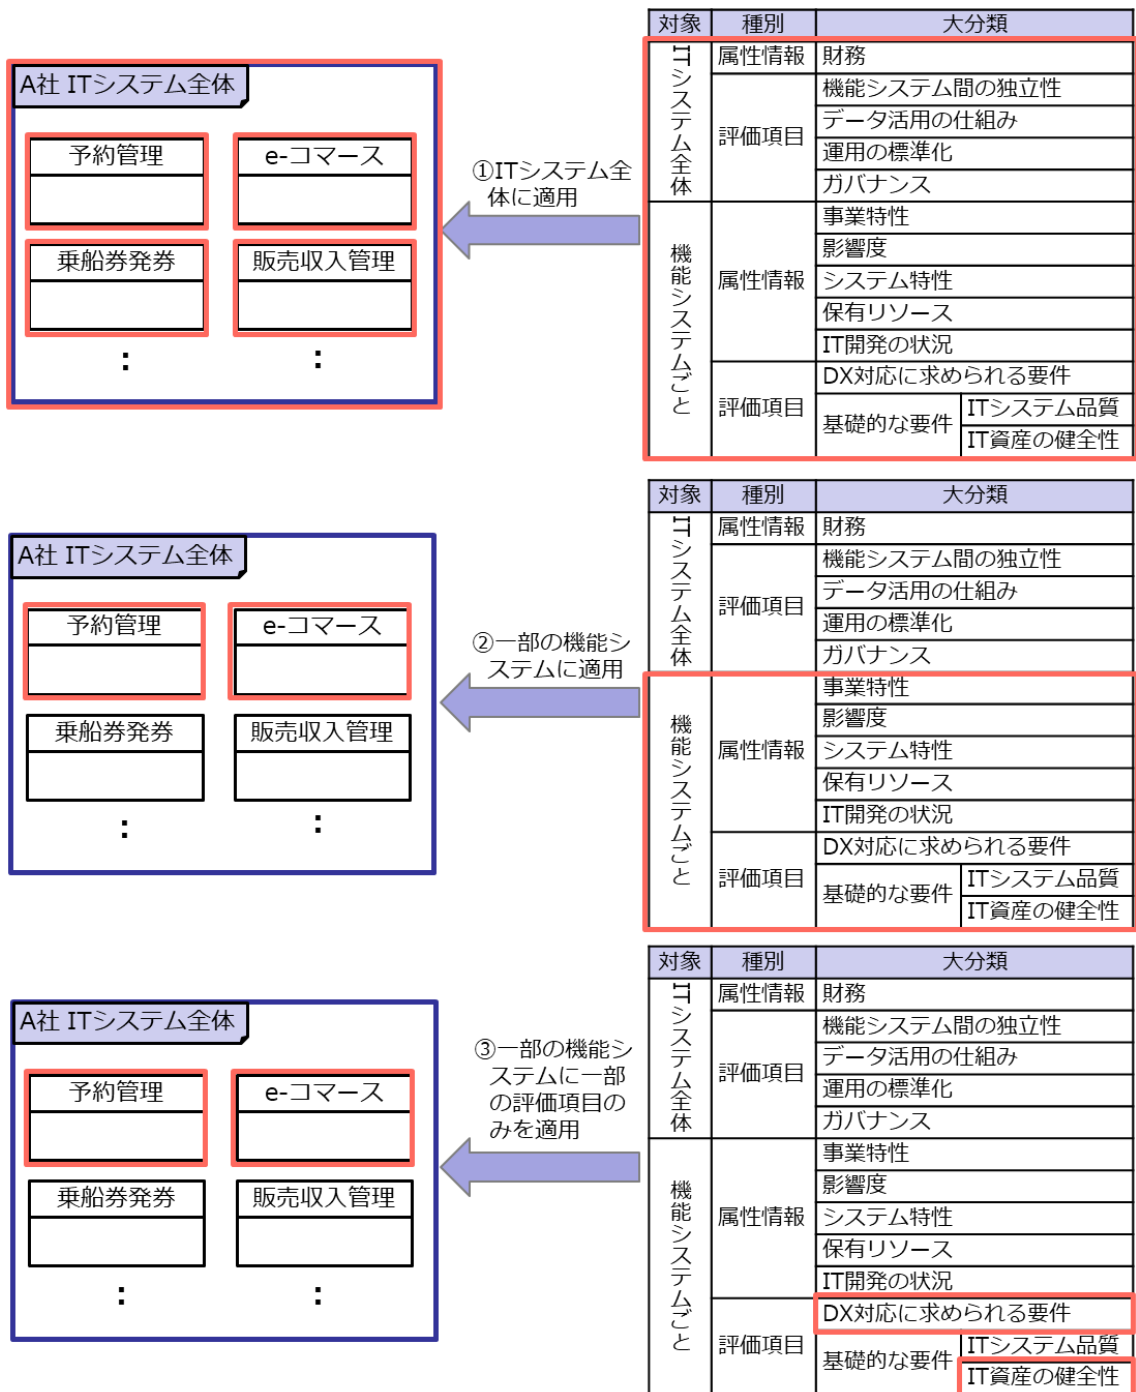 対象 種別 大分類
ITシステム全体 属性情報 財務
評価項目 機能システム間の独立性
データ活用の仕組み
運用の標準化
ガバナンス
機能システムごと 属性情報 事業特性
影響度
システム特性
保有リソース
IT開発の状況
評価項目 DX対応に求められる要件
基礎的な要件 ITシステム品質
IT資産の健全性
A社 ITシステム全体
予約管理 e-コマース
乗船券発券 販売収入管理
: :
①ITシステム全
体に適用
対象 種別 大分類
ITシステム全体 属性情報 財務
評価項目 機能システム間の独立性
データ活用の仕組み
運用の標準化
ガバナンス
機能システムごと 属性情報 事業特性
影響度
システム特性
保有リソース
IT開発の状況
評価項目 DX対応に求められる要件
基礎的な要件 ITシステム品質
IT資産の健全性
A社 ITシステム全体
予約管理 e-コマース
乗船券発券 販売収入管理
: :
②一部の機能シ
ステムに適用
対象 種別 大分類
ITシステム全体 属性情報 財務
評価項目 機能システム間の独立性
データ活用の仕組み
運用の標準化
ガバナンス
機能システムごと 属性情報 事業特性
影響度
システム特性
保有リソース
IT開発の状況
評価項目 DX対応に求められる要件
基礎的な要件 ITシステム品質
IT資産の健全性
A社 ITシステム全体
予約管理 e-コマース
乗船券発券 販売収入管理
: :
③一部の機能シ
ステムに一部
の評価項目の
みを適用